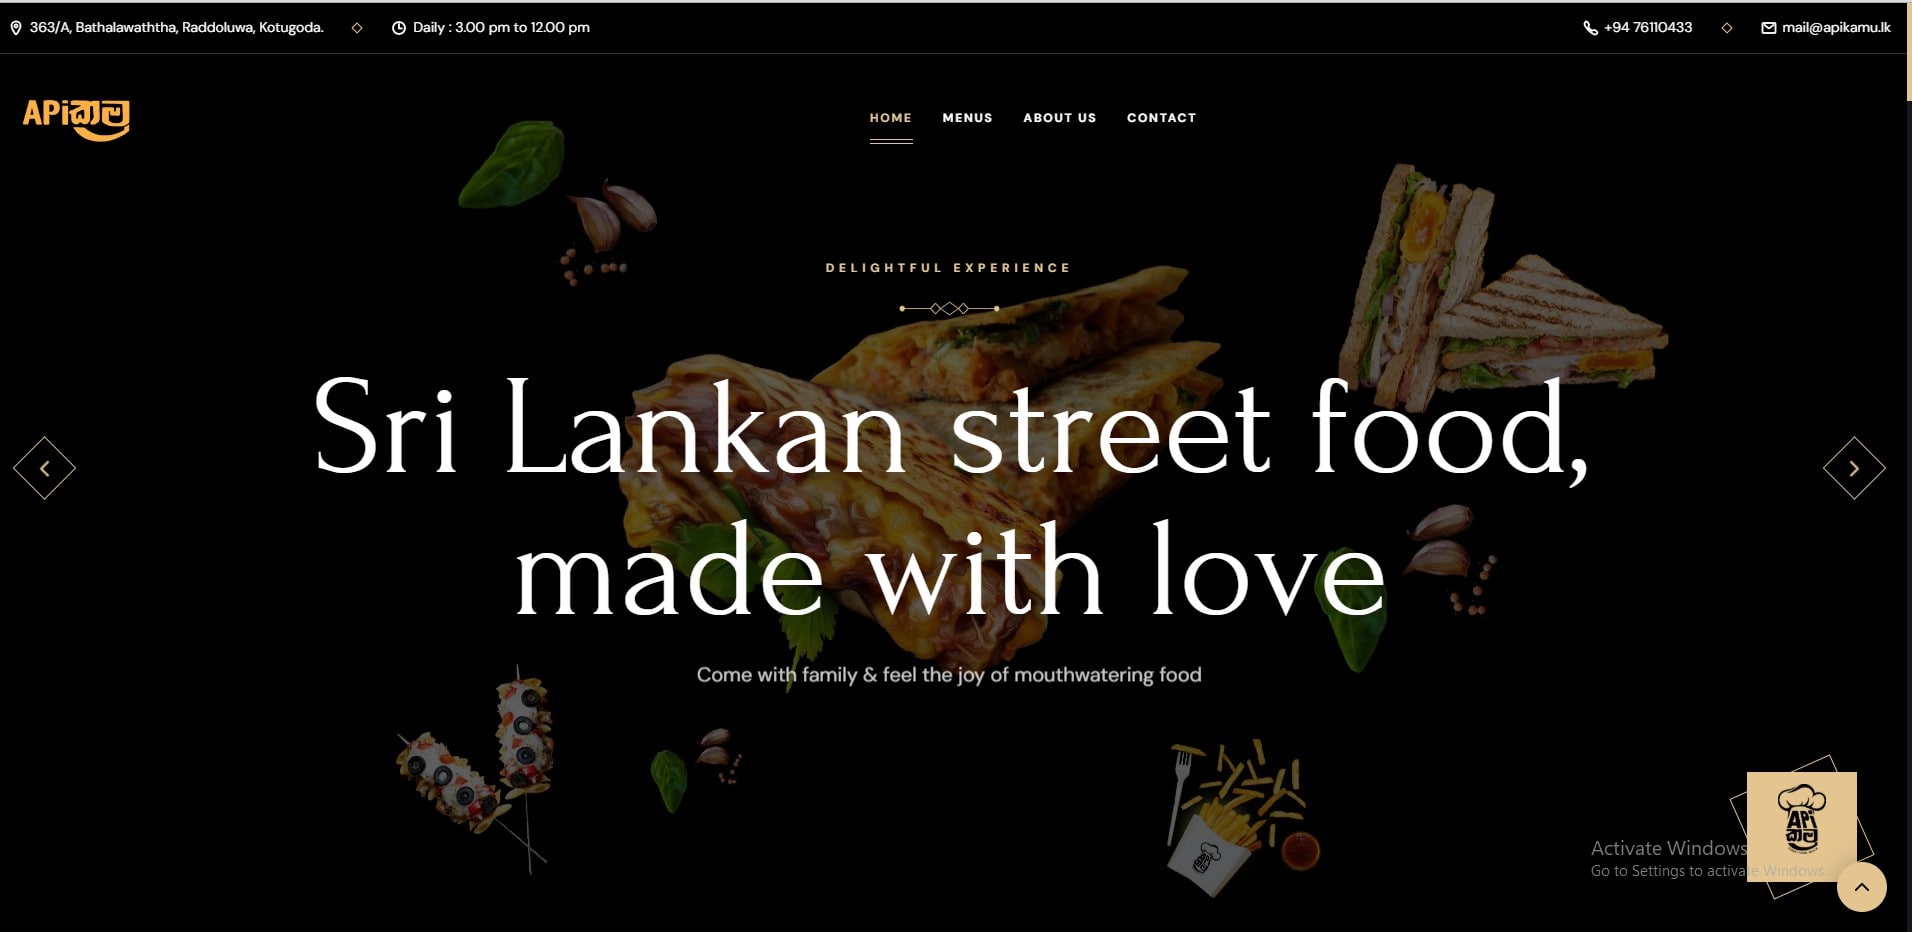 363/A, Bathalawaththa, Raddoluwa, Kotugoda.
Daily : 3.00 pm to 12.00 pm
+94 76110433
mail@apikamu.lk
APiකමු
HOME
MENUS
ABOUT US
CONTACT
DELIGHTFUL EXPERIENCE
Sri Lankan street food,
made with love
Come with family & feel the joy of mouthwatering food
APi
කමු
Activate Windows
Go to Settings to activate Windows.